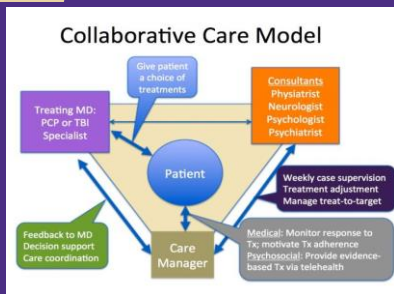 Collaborative Care Model
Give patient
a choice of
treatments
Treating MD:
PCP or TBI
Specialist
Consultants
Physiatrist
Neurologist
Psychologist
Psychiatrist
Patient
Weekly case supervision
Treatment adjustment
Manage treat-to-target
Feedback to MD
Decision support
Care coordination
Care
Manager
Medical: Monitor response to
Tx; motivate Tx adherence
Psychosocial: Provide evidence-
based Tx via telehealth